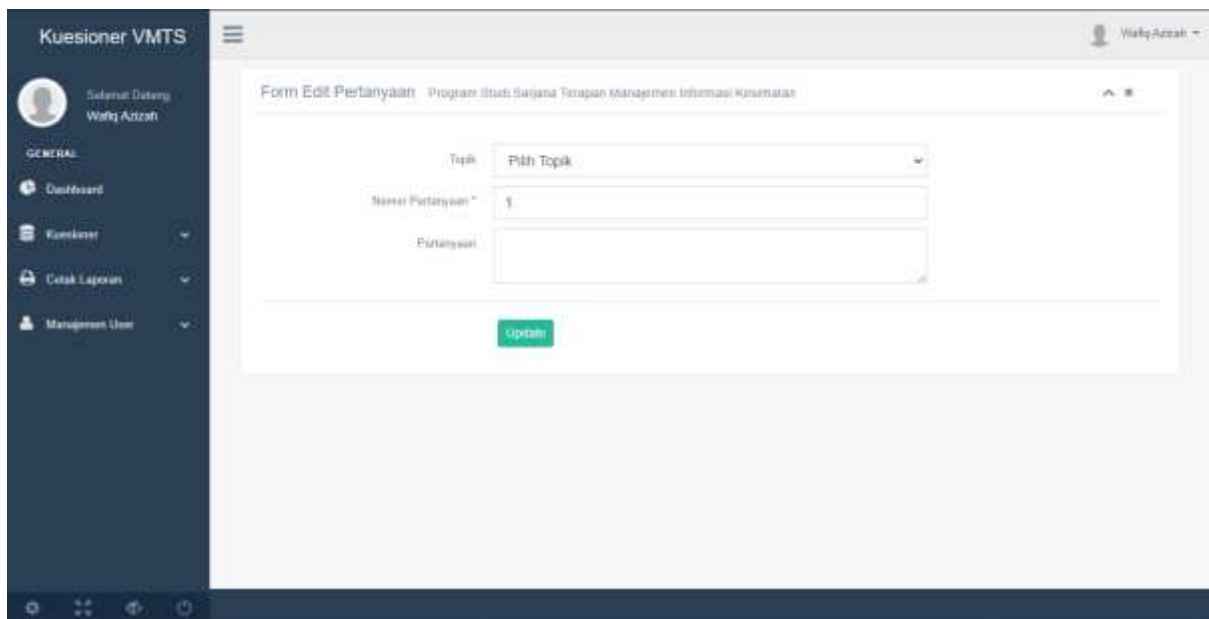 Kuesioner VMTS
Wafiq Azizah
Selamat Datang
Wafiq Azizah
GENERAL
Dashboard
Kuesioner
Cetak Laporan
Manajemen User
Form Edit Pertanyaan Program Studi Sarjana Terapan Manajemen Informasi Kesehatan
Topik
Pilih Topik
Nomor Pertanyaan *
1
Pertanyaan
Update